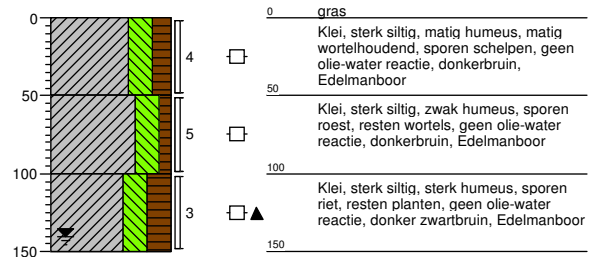 0
4
0
gras
Klei, sterk siltig, matig humeus, matig
wortelhoudend, sporen schelpen, geen
olie-water reactie, donkerbruin,
Edelmanboor
50
5
50
Klei, sterk siltig, zwak humeus, sporen
roest, resten wortels, geen olie-water
reactie, donkerbruin, Edelmanboor
100
3
100
Klei, sterk siltig, sterk humeus, sporen
riet, resten planten, geen olie-water
reactie, donker zwartbruin, Edelmanboor
150
150